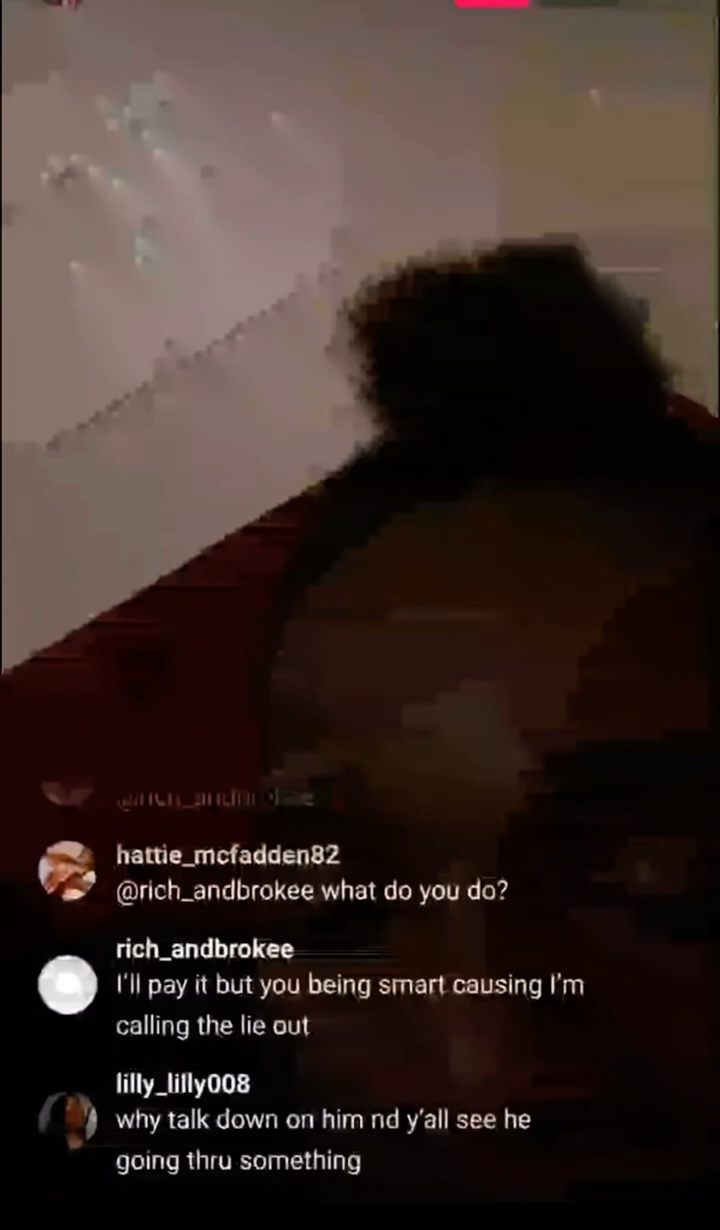 hattie_mcfadden82
@rich_andbrokee what do you do?
rich_andbrokee
I'll pay it but you being smart causing I'm
calling the lie out
lilly_lilly008
why talk down on him nd y'all see he
going thru something